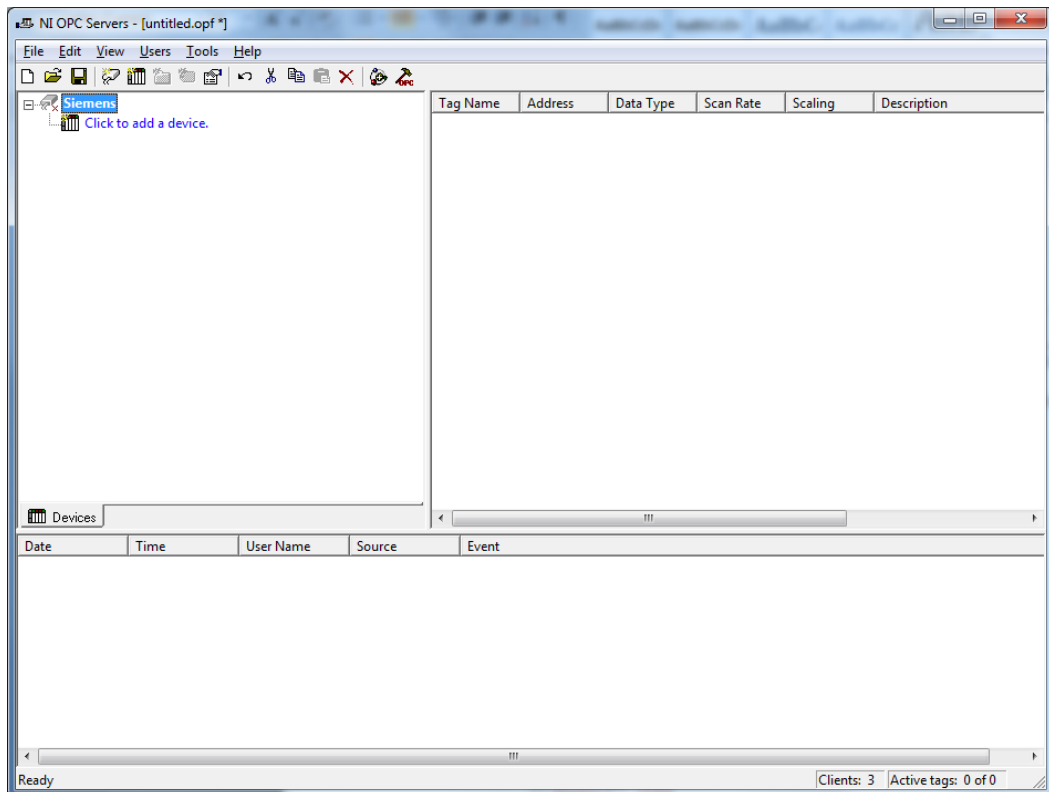 NI OPC Servers - [untitled.opf *]
File Edit View Users Tools Help
Siemens
Click to add a device.
Tag Name Address Data Type Scan Rate Scaling Description
Devices
Date Time User Name Source Event
Ready Clients: 3 Active tags: 0 of 0